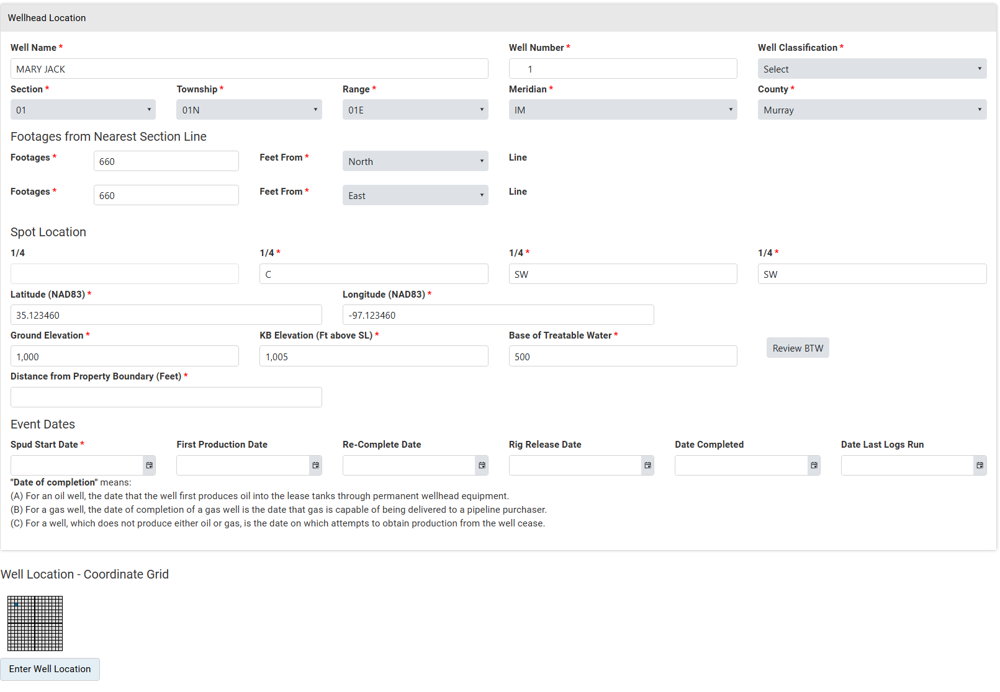 Wellhead Location
Well Name * Well Number * Well Classification *
MARY JACK 1 Select
Section * Township * Range * Meridian * County *
01 01N 01E IM Murray
Footages from Nearest Section Line
Footages * 660 Feet From * North Line
Footages * 660 Feet From * East Line
Spot Location
1/4 1/4 * 1/4 * 1/4 *
C SW SW
Latitude (NAD83) * Longitude (NAD83) *
35.123460 -97.123460
Ground Elevation * KB Elevation (Ft above SL) * Base of Treatable Water *
1,000 1,005 500 Review BTW
Distance from Property Boundary (Feet) *
Event Dates
Spud Start Date * First Production Date Re-Complete Date Rig Release Date Date Completed Date Last Logs Run
"Date of completion" means:
(A) For an oil well, the date that the well first produces oil into the lease tanks through permanent wellhead equipment.
(B) For a gas well, the date of completion of a gas well is the date that gas is capable of being delivered to a pipeline purchaser.
(C) For a well, which does not produce either oil or gas, is the date on which attempts to obtain production from the well cease.
Well Location - Coordinate Grid
Enter Well Location